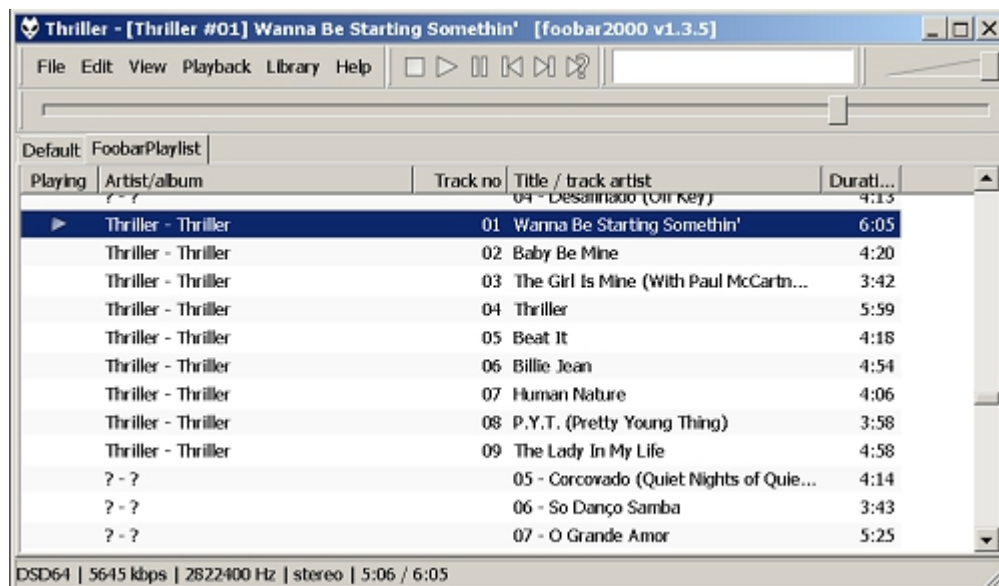 Thriller - [Thriller #01] Wanna Be Starting Somethin' [foobar2000 v1.3.5]
File Edit View Playback Library Help
Default FoobarPlaylist
Playing Artist/album Track no Title / track artist Durati...
? - ? 04 - Desafinado (Off Key) 4:13
Thriller - Thriller 01 Wanna Be Starting Somethin' 6:05
Thriller - Thriller 02 Baby Be Mine 4:20
Thriller - Thriller 03 The Girl Is Mine (With Paul McCartn... 3:42
Thriller - Thriller 04 Thriller 5:59
Thriller - Thriller 05 Beat It 4:18
Thriller - Thriller 06 Billie Jean 4:54
Thriller - Thriller 07 Human Nature 4:06
Thriller - Thriller 08 P.Y.T. (Pretty Young Thing) 3:58
Thriller - Thriller 09 The Lady In My Life 4:58
? - ? 05 - Corcovado (Quiet Nights of Quie... 4:14
? - ? 06 - So Danço Samba 3:43
? - ? 07 - O Grande Amor 5:25
DSD64 | 5645 kbps | 2822400 Hz | stereo | 5:06 / 6:05